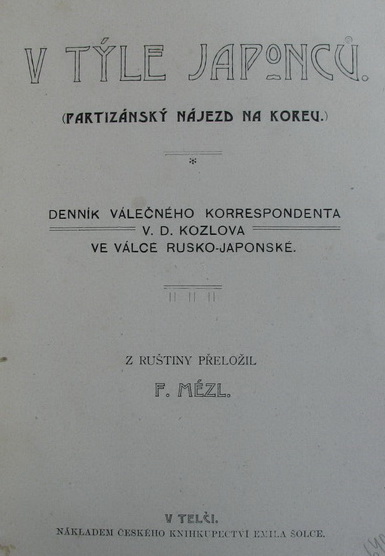 V TÝLE JAPONCŮ.
(PARTIZÁNSKÝ NÁJEZD NA KOREU.)
*
DENNÍK VÁLEČNÉHO KORRESPONDENTA
V. D. KOZLOVA
VE VÁLCE RUSKO-JAPONSKÉ.
Z RUŠTINY PŘELOŽIL
F. MÉZL.
V TELČI.
NÁKLADEM ČESKÉHO KNIHKUPECTVÍ EMILA ŠOLCE.